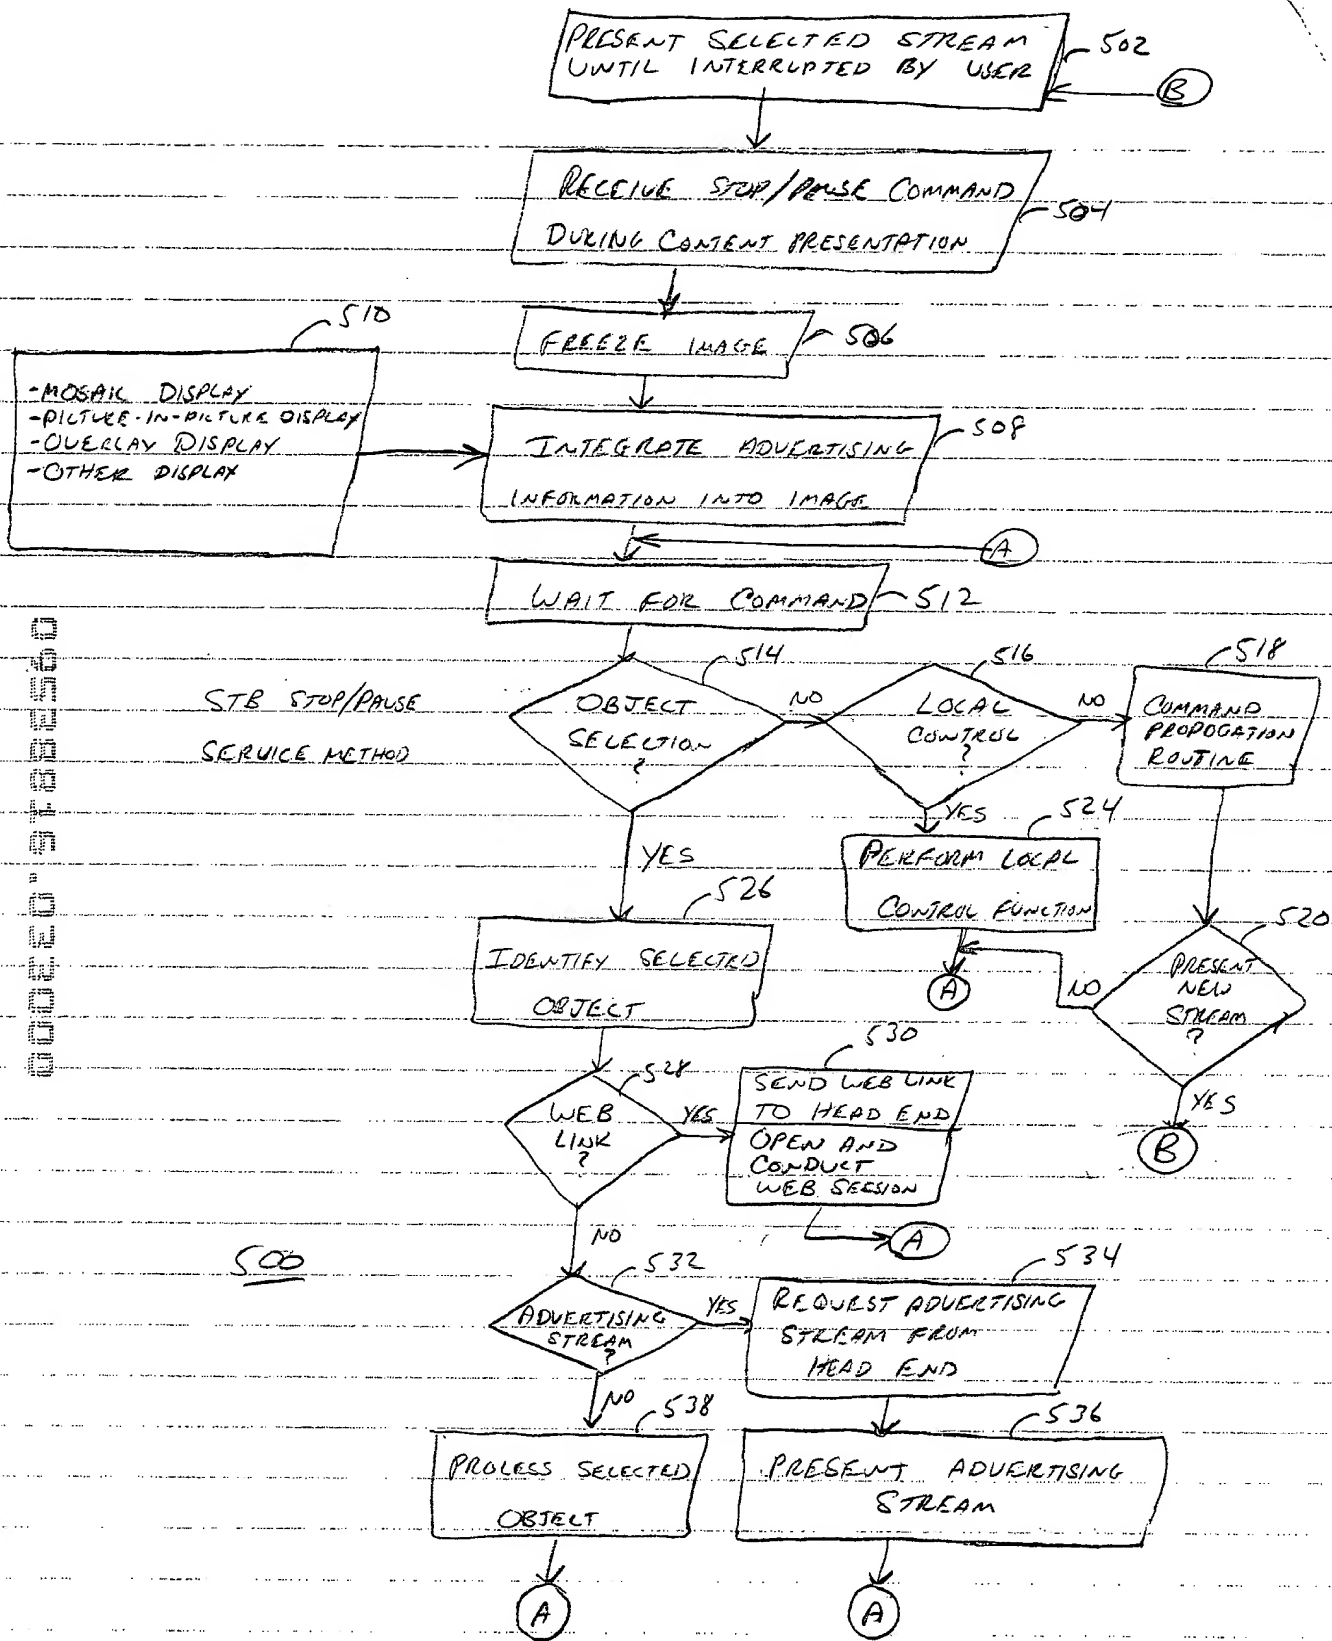 PRESENT SELECTED STREAM
UNTIL INTERRUPTED BY USER
502
B
RECEIVE STOP/PAUSE COMMAND
DURING CONTENT PRESENTATION
504
FREEZE IMAGE
506
510
-MOSAIC DISPLAY
-PICTURE-IN-PICTURE DISPLAY
-OVERLAY DISPLAY
-OTHER DISPLAY
INTEGRATE ADVERTISING
INFORMATION INTO IMAGE
508
A
WAIT FOR COMMAND
512
STB STOP/PAUSE
SERVICE METHOD
514
OBJECT
SELECTION
?
NO
516
LOCAL
CONTROL
?
NO
518
COMMAND
PROPOGATION
ROUTINE
YES
YES
524
PERFORM LOCAL
CONTROL FUNCTION
A
520
PRESENT
NEW
STREAM
?
NO
YES
B
526
IDENTIFY SELECTED
OBJECT
528
WEB
LINK
?
YES
530
SEND WEB LINK
TO HEAD END
OPEN AND
CONDUCT
WEB SESSION
A
NO
500
532
ADVERTISING
STREAM
?
YES
534
REQUEST ADVERTISING
STREAM FROM
HEAD END
NO
538
PROCESS SELECTED
OBJECT
A
536
PRESENT ADVERTISING
STREAM
A